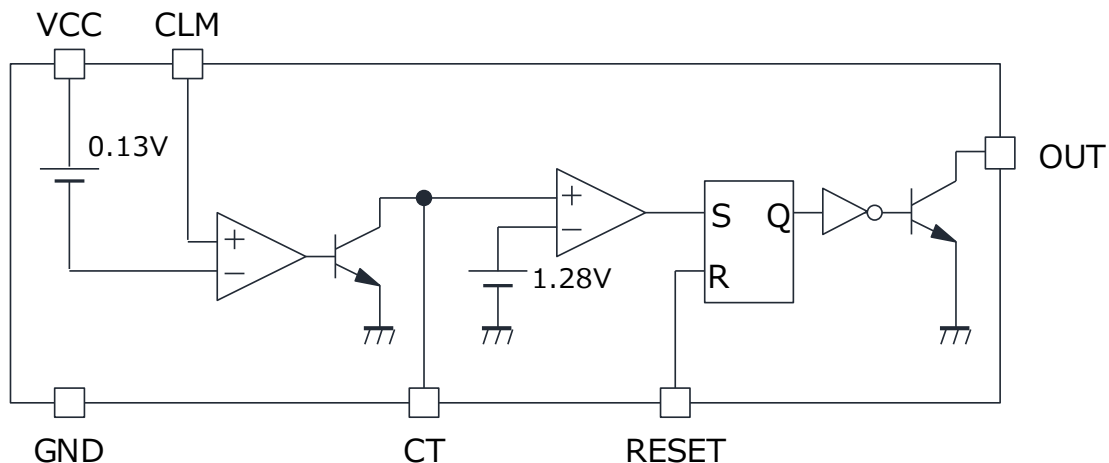 VCC CLM
0.13V
OUT
+
+
S Q
−
+
−
1.28V
R
GND CT RESET